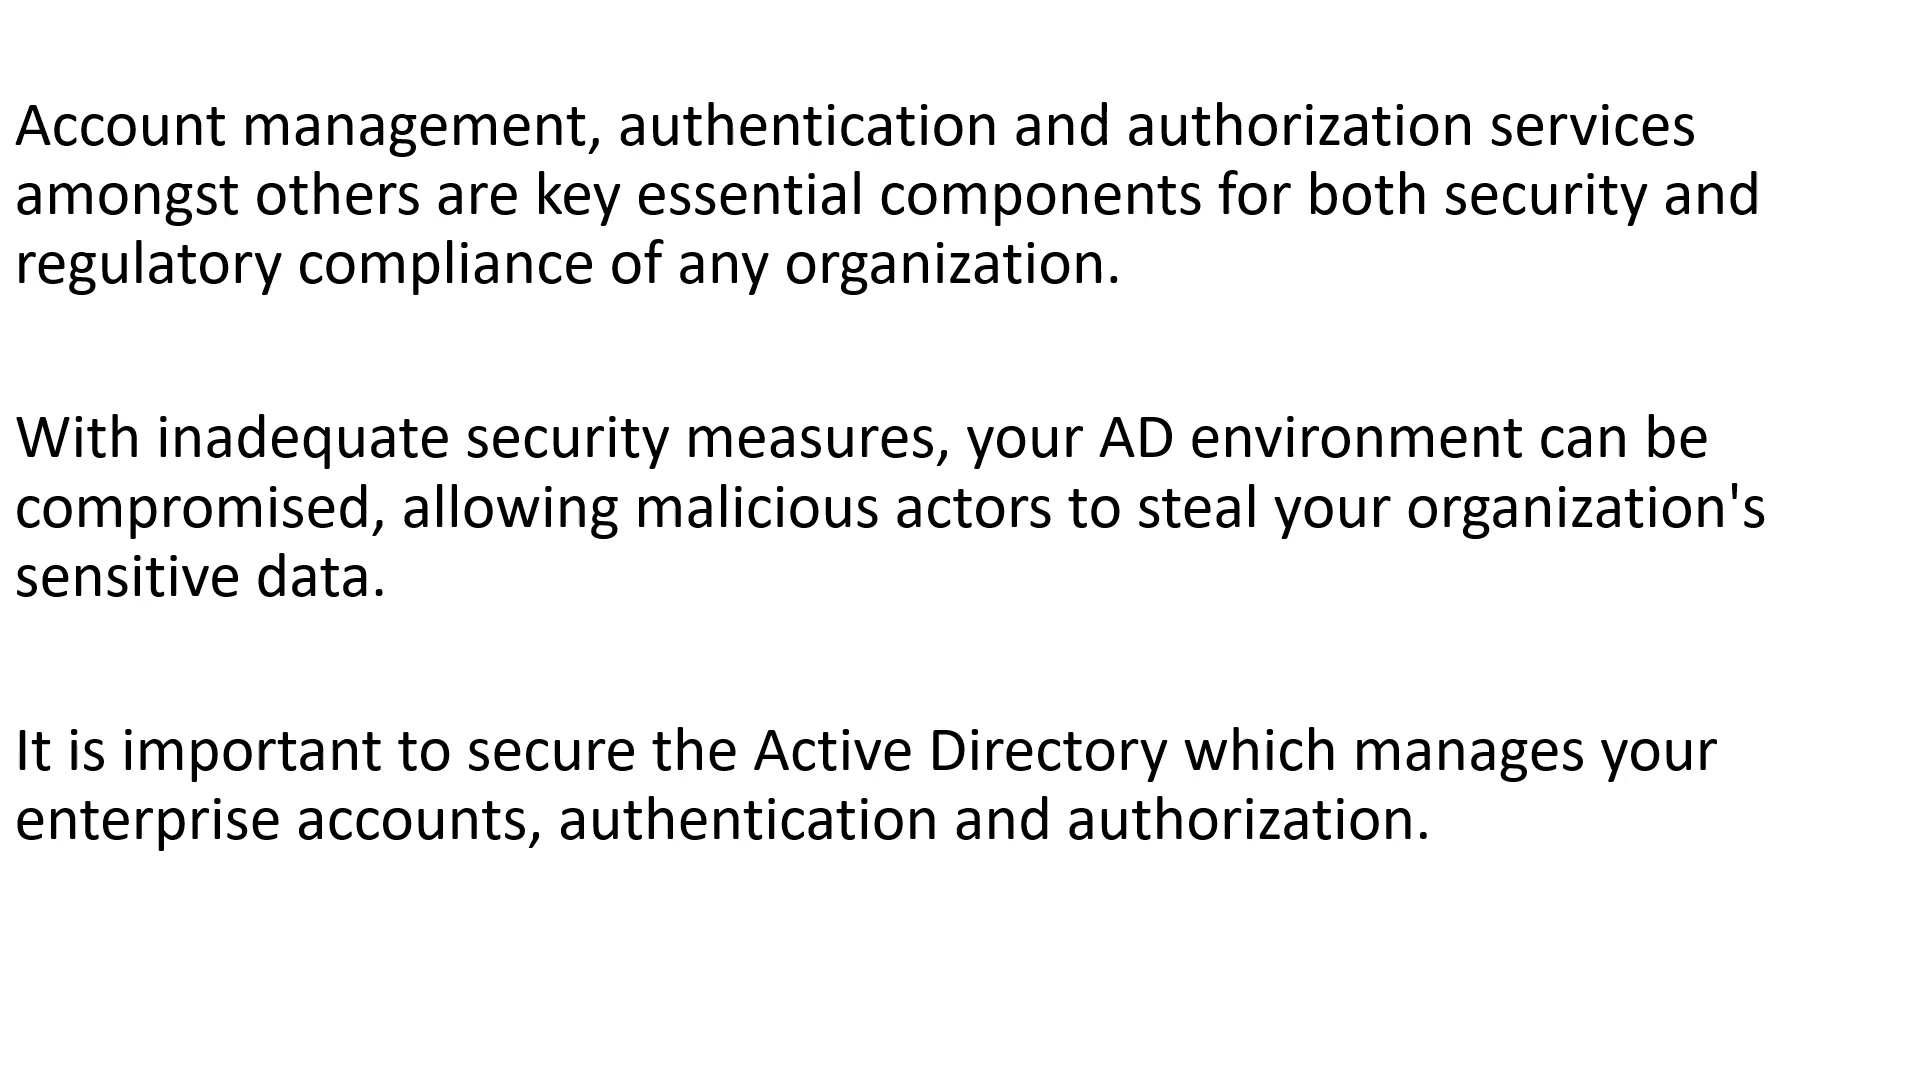 Account management, authentication and authorization services
amongst others are key essential components for both security and
regulatory compliance of any organization.
With inadequate security measures, your AD environment can be
compromised, allowing malicious actors to steal your organization's
sensitive data.
It is important to secure the Active Directory which manages your
enterprise accounts, authentication and authorization.